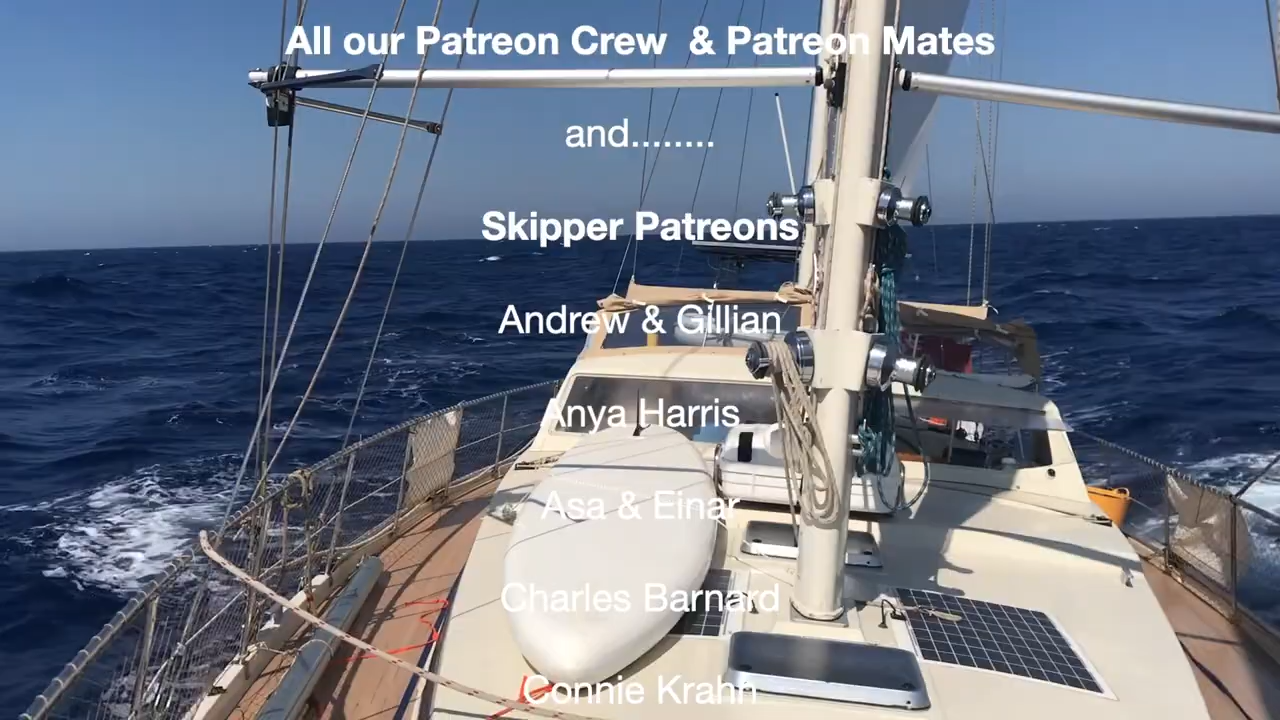 All our Patreon Crew  & Patreon Mates
and........
Skipper Patreons
Andrew & Gillian
Anya Harris
Asa & Einar
Charles Barnard
Connie Krahn